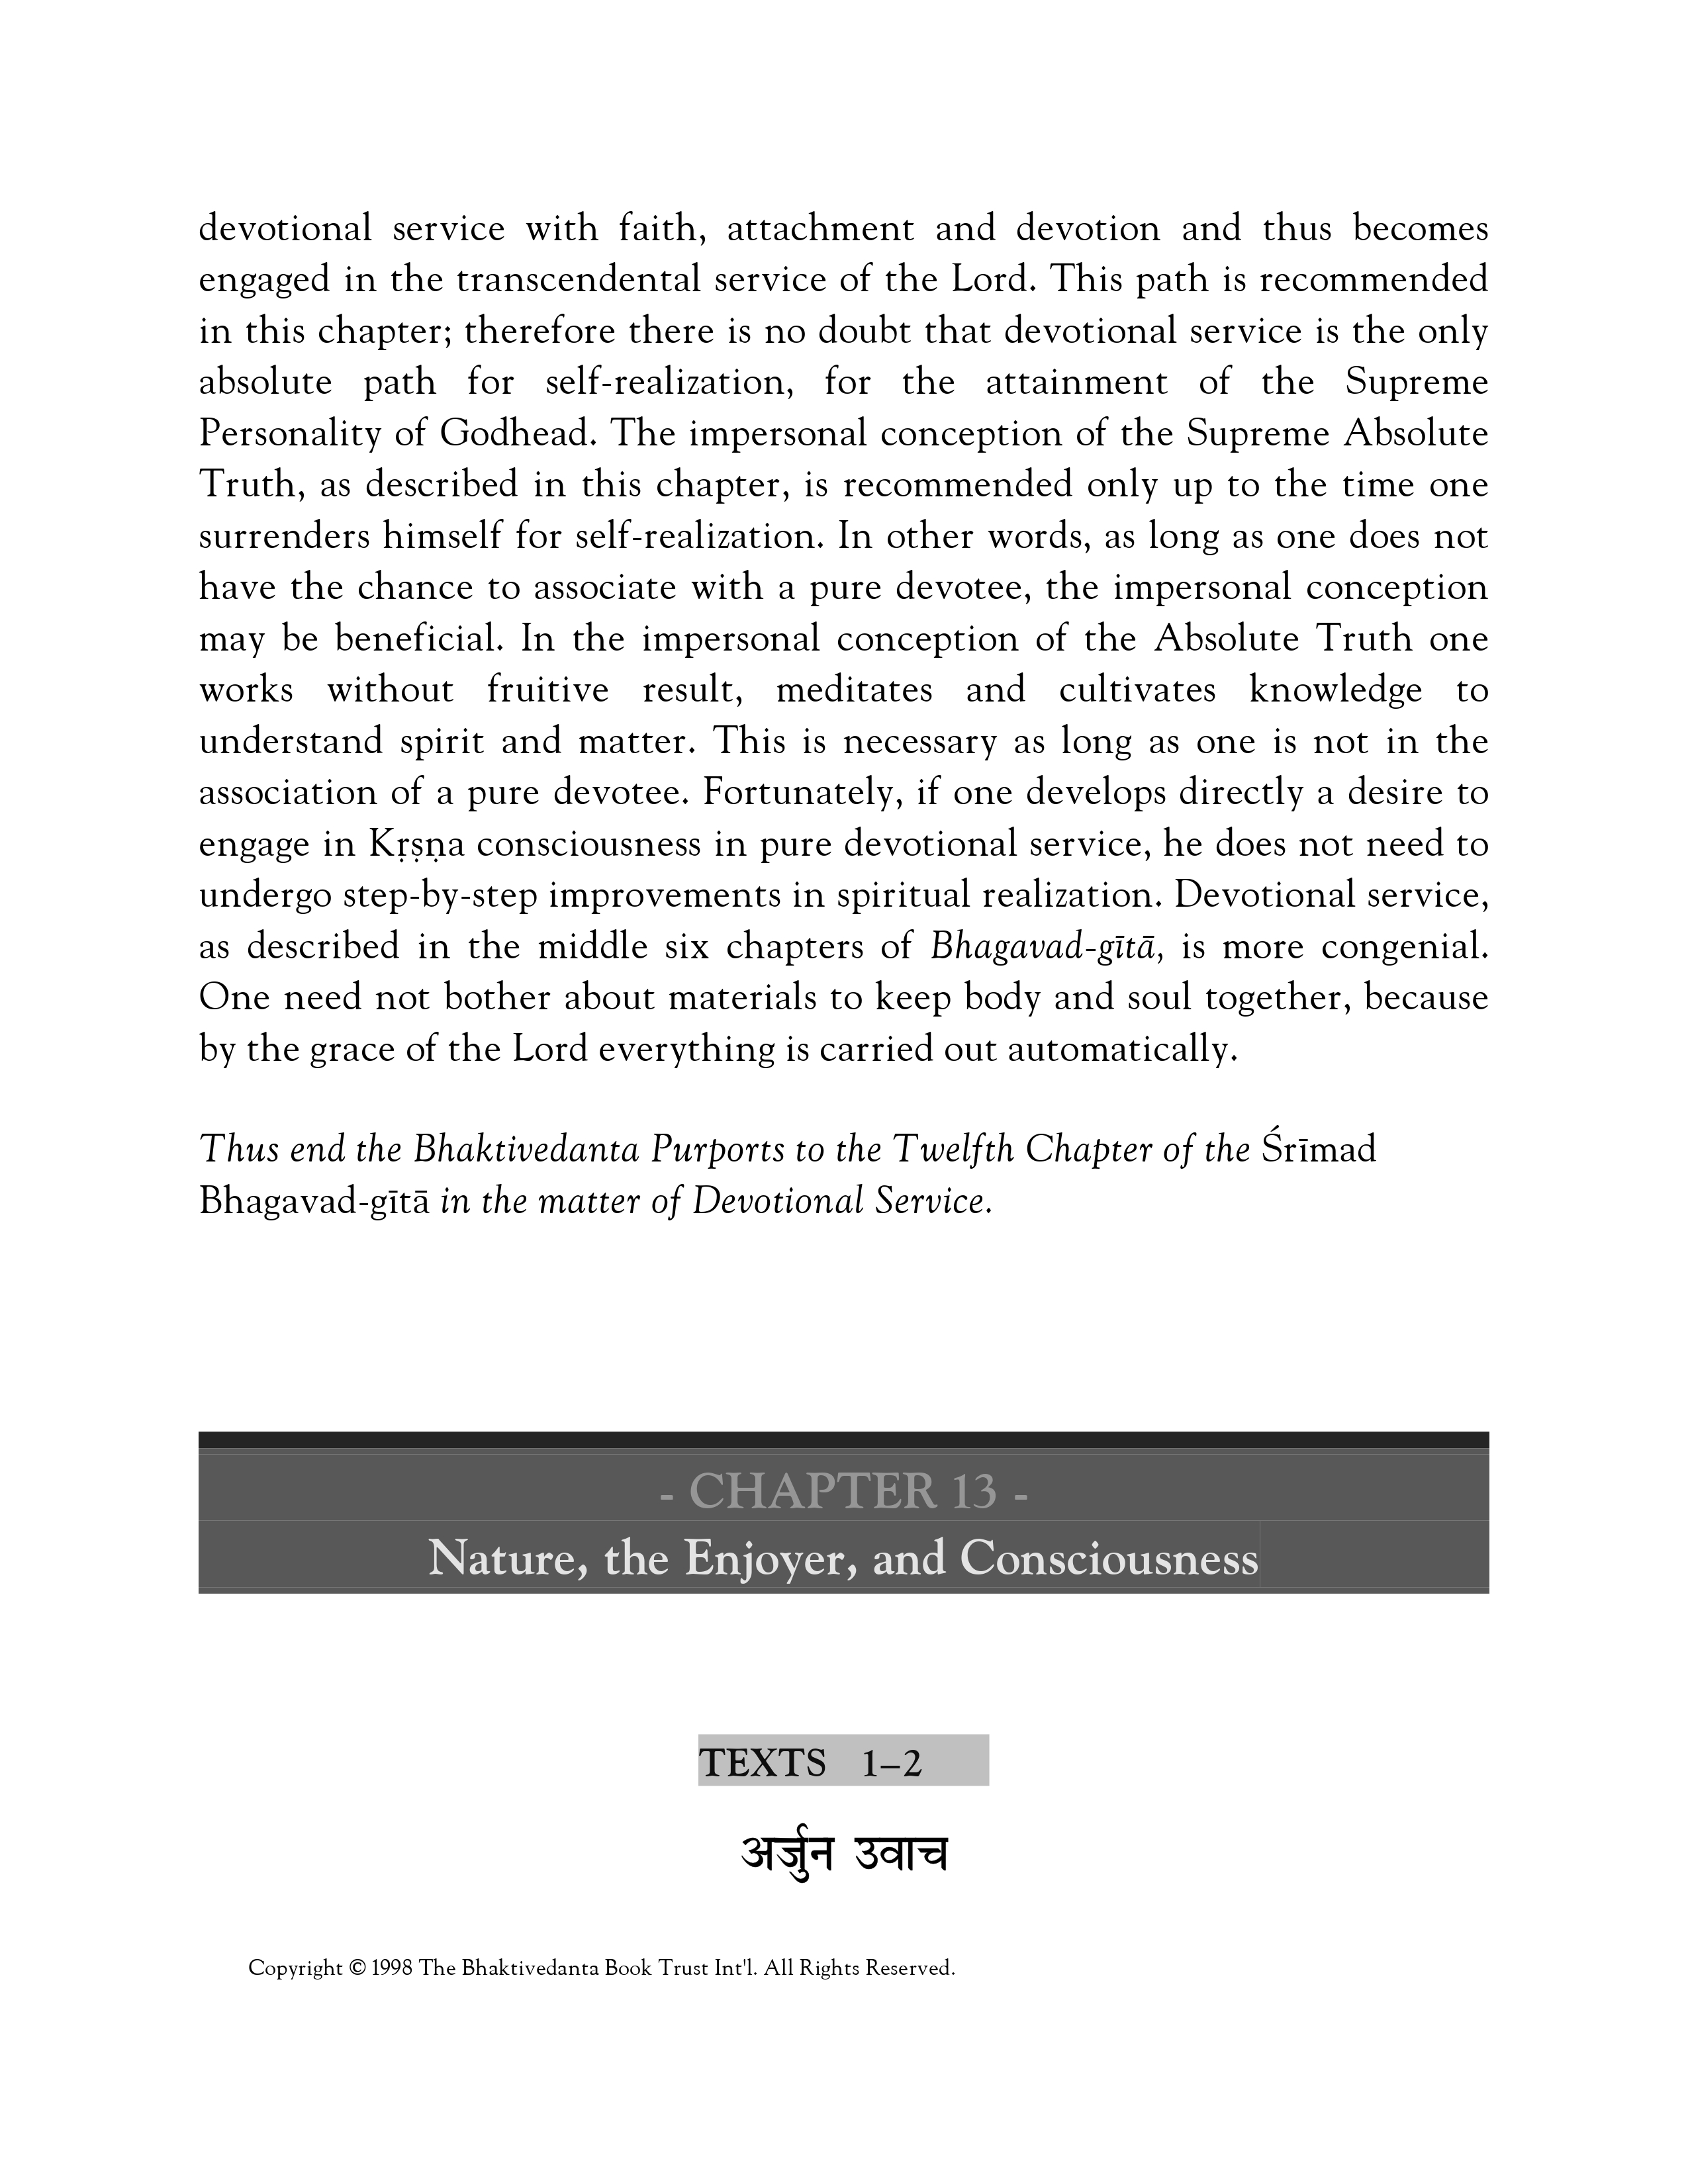 devotional service with faith, attachment and devotion and thus becomes
engaged in the transcendental service of the Lord. This path is recommended
in this chapter; therefore there is no doubt that devotional service is the only
absolute path for self-realization, for the attainment of the Supreme
Personality of Godhead. The impersonal conception of the Supreme Absolute
Truth, as described in this chapter, is recommended only up to the time one
surrenders himself for self-realization. In other words, as long as one does not
have the chance to associate with a pure devotee, the impersonal conception
may be beneficial. In the impersonal conception of the Absolute Truth one
works without fruitive result, meditates and cultivates knowledge to
understand spirit and matter. This is necessary as long as one is not in the
association of a pure devotee. Fortunately, if one develops directly a desire to
engage in Kṛṣṇa consciousness in pure devotional service, he does not need to
undergo step-by-step improvements in spiritual realization. Devotional service,
as described in the middle six chapters of Bhagavad-gītā, is more congenial.
One need not bother about materials to keep body and soul together, because
by the grace of the Lord everything is carried out automatically.
Thus end the Bhaktivedanta Purports to the Twelfth Chapter of the Śrīmad
Bhagavad-gītā in the matter of Devotional Service.
- CHAPTER 13 -
Nature, the Enjoyer, and Consciousness
TEXTS 1–2
अर्जुन उवाच
Copyright © 1998 The Bhaktivedanta Book Trust Int'l. All Rights Reserved.